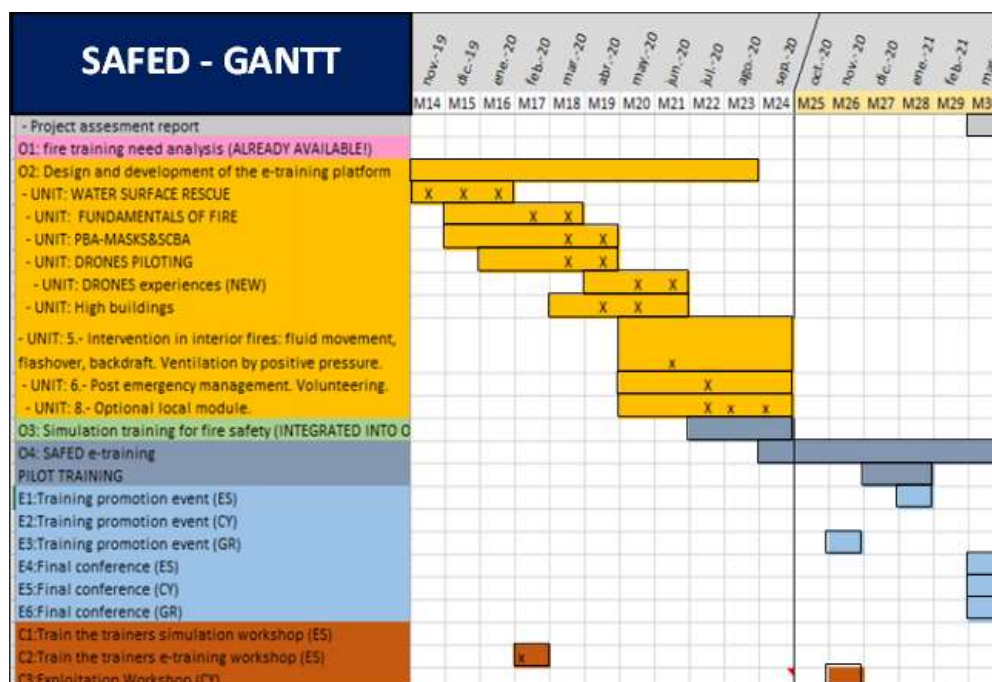 SAFED - GANTT
nov.-19 dic.-19 ene.-20 feb.-20 mar.-20 abr.-20 may.-20 jun.-20 jul.-20 ago.-20 sep.-20 oct.-20 nov.-20 dic.-20 ene.-21 feb.-21
M14 M15 M16 M17 M18 M19 M20 M21 M22 M23 M24 M25 M26 M27 M28 M29
- Project assesment report
O1: fire training need analysis (ALREADY AVAILABLE!)
O2: Design and development of the e-training platform
- UNIT: WATER SURFACE RESCUE X X X
- UNIT: FUNDAMENTALS OF FIRE X X
- UNIT: PBA-MASKS&SCBA X X
- UNIT: DRONES PILOTING X X
- UNIT: DRONES experiences (NEW) X X
- UNIT: High buildings X X
- UNIT: 5.- Intervention in interior fires: fluid movement,
flashover, backdraft. Ventilation by positive pressure. x
- UNIT: 6.- Post emergency management. Volunteering. X
- UNIT: 8.- Optional local module. X x x
O3: Simulation training for fire safety (INTEGRATED INTO O
O4: SAFED e-training
PILOT TRAINING
E1:Training promotion event (ES)
E2:Training promotion event (CY)
E3:Training promotion event (GR)
E4:Final conference (ES)
E5:Final conference (CY)
E6:Final conference (GR)
C1:Train the trainers simulation workshop (ES)
C2:Train the trainers e-training workshop (ES) x
C3:Exploitation Workshop (CY)